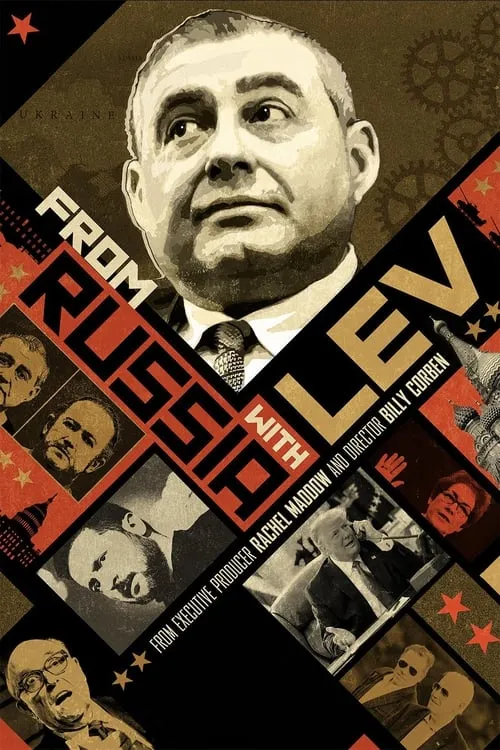 UKRAINE
FROM
RUSSIA
WITH
LEV
FROM EXECUTIVE PRODUCER RACHEL MADDOW AND DIRECTOR BILLY CORBEN